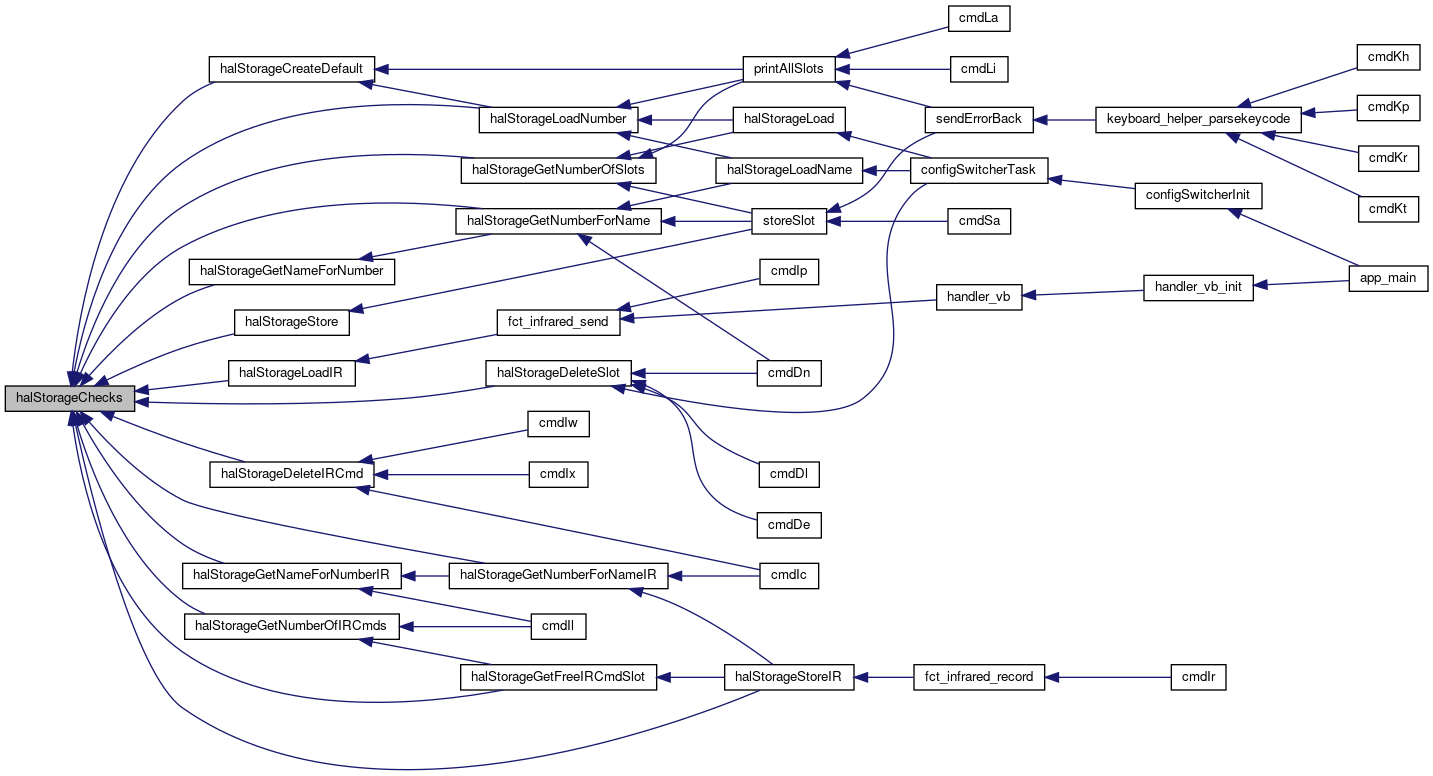 cmdLa
halStorageCreateDefault
printAllSlots
cmdLi
cmdKh
cmdKp
halStorageLoadNumber
halStorageLoad
sendErrorBack
keyboard_helper_parsekeycode
cmdKr
halStorageGetNumberOfSlots
halStorageLoadName
configSwitcherTask
configSwitcherInit
cmdKt
halStorageGetNumberForName
storeSlot
cmdSa
halStorageGetNameForNumber
cmdIp
app_main
handler_vb
handler_vb_init
halStorageStore
fct_infrared_send
halStorageLoadIR
halStorageDeleteSlot
cmdDn
halStorageChecks
cmdIw
halStorageDeleteIRCmd
cmdIx
cmdDl
cmdDe
halStorageGetNameForNumberIR
halStorageGetNumberForNameIR
cmdIc
halStorageGetNumberOfIRCmds
cmdIl
halStorageGetFreeIRCmdSlot
halStorageStoreIR
fct_infrared_record
cmdIr